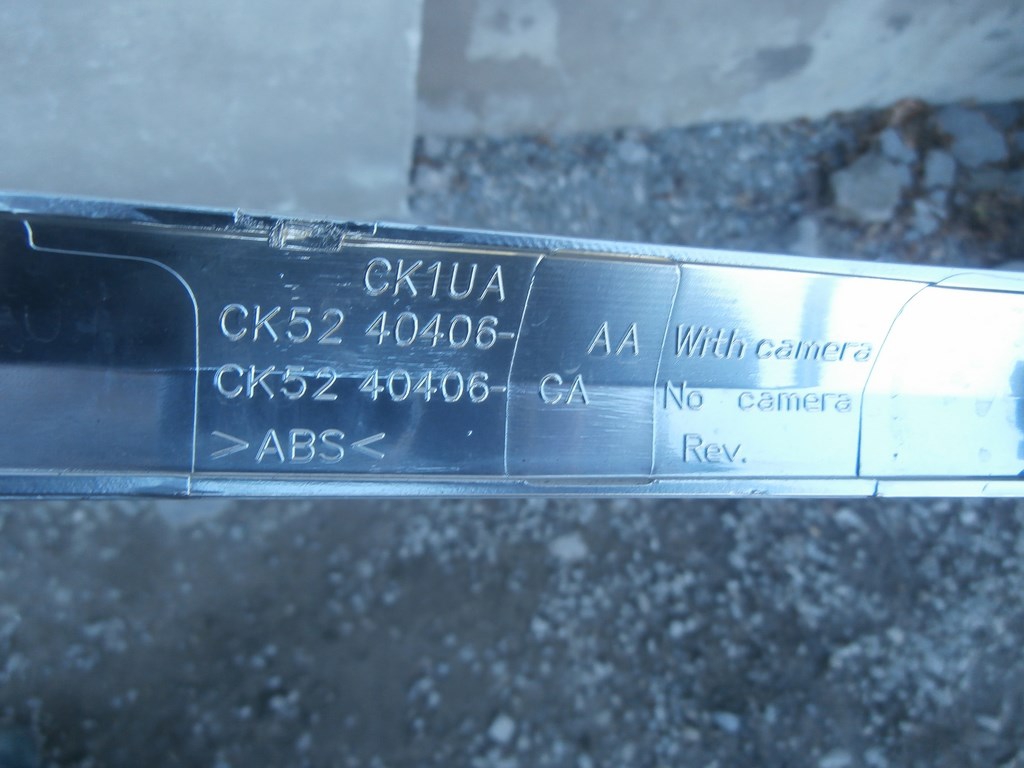 CK1UA
CK52 40406- AA With camera
CK52 40406- CA No camera
>ABS< Rev.